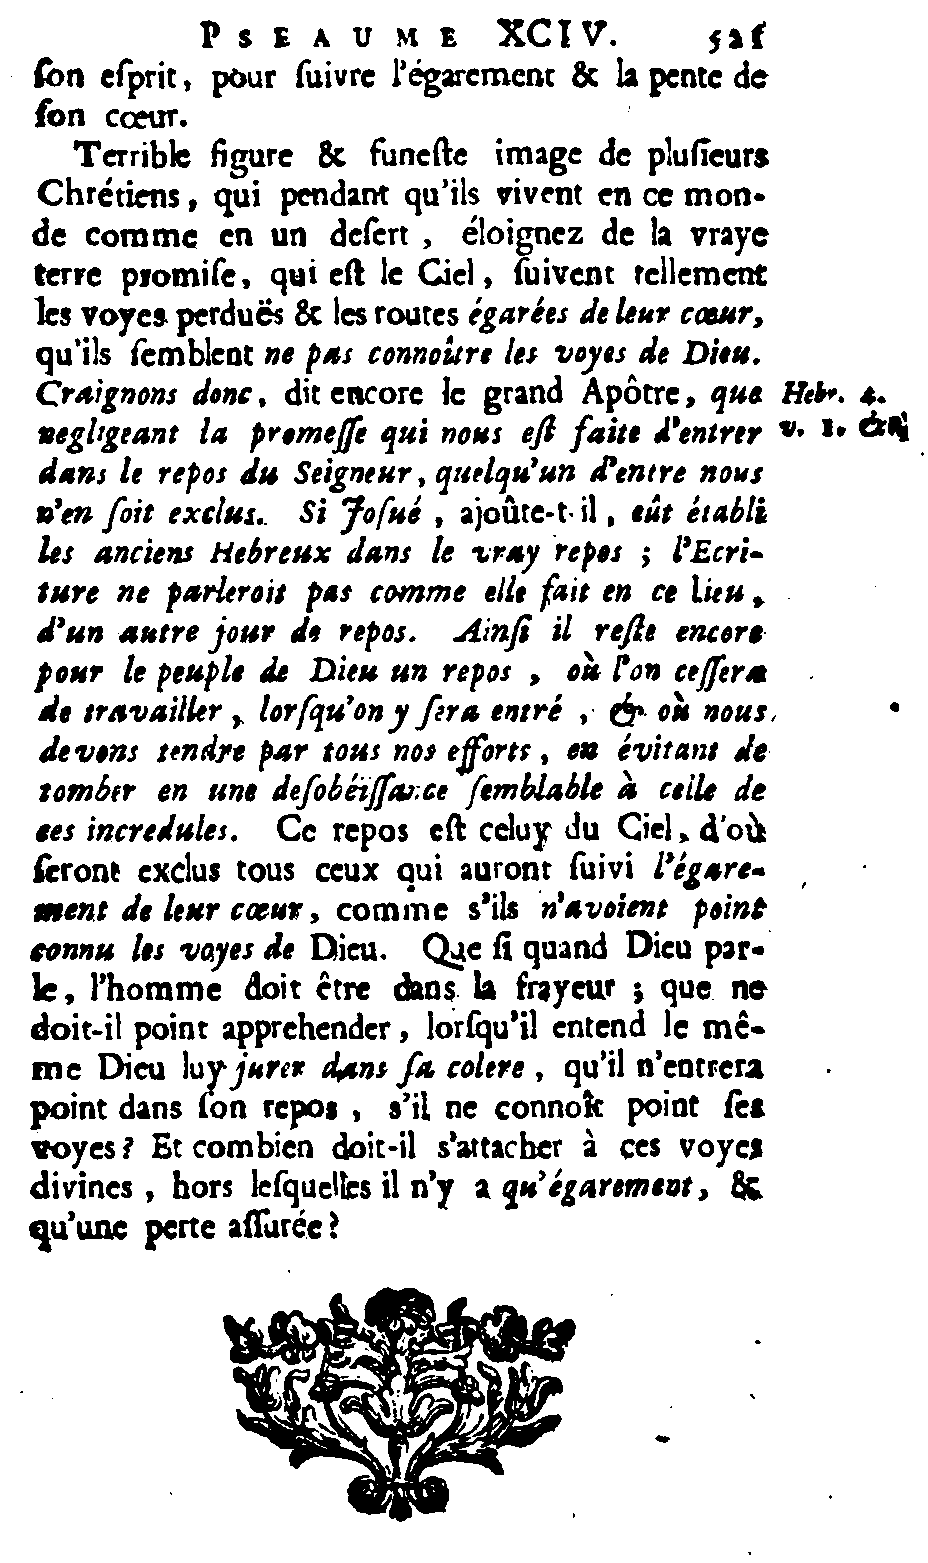 PSEAUME XCIV. 525
ſon eſprit, pour ſuivre l'égarement & la pente de
ſon cœur.
Terrible figure & funeſte image de pluſieurs
Chrétiens, qui pendant qu'ils vivent en ce mon-
de comme en un deſert, éloignez de la vraye
terre promiſe, qui eſt le Ciel, ſuivent tellement
les voyes perduës & les routes égarées de leur cœur,
qu'ils ſemblent ne pas connoître les voyes de Dieu.
Craignons donc, dit encore le grand Apôtre, que
negligeant la promeſſe qui nous eſt faite d'entrer
dans le repos du Seigneur, quelqu'un d'entre nous
n'en ſoit exclus. Si Joſué, ajoûte-t-il, eût établi
les anciens Hebreux dans le vray repos ; l'Ecri-
ture ne parleroit pas comme elle fait en ce lieu,
d'un autre jour de repos. Ainſi il reſte encore
pour le peuple de Dieu un repos, où l'on ceſſera
de travailler, lorſqu'on y ſera entré, & où nous
devons tendre par tous nos efforts, en évitant de
tomber en une deſobéiſſance ſemblable à celle de
ces incredules. Ce repos eſt celuy du Ciel, d'où
ſeront exclus tous ceux qui auront ſuivi l'égare-
ment de leur cœur, comme s'ils n'avoient point
connu les voyes de Dieu. Que ſi quand Dieu par-
le, l'homme doit être dans la frayeur ; que ne
doit-il point apprehender, lorſqu'il entend le mê-
me Dieu luy jurer dans ſa colere, qu'il n'entrera
point dans ſon repos, s'il ne connoît point ſes
voyes ? Et combien doit-il s'attacher à ces voyes
divines, hors leſquelles il n'y a qu'égarement, &
qu'une perte aſſurée ?
Hebr. 4.
v. 1.